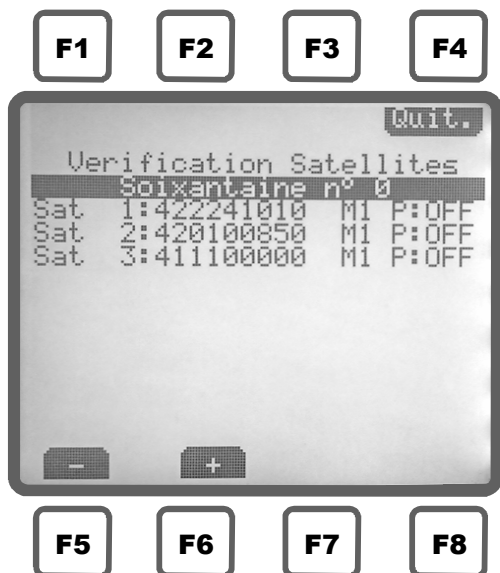 F1 F2 F3 F4
Quit.
Verification Satellites
Soixantaine n° 0
Sat 1:422241010 M1 P:OFF
Sat 2:420100850 M1 P:OFF
Sat 3:411100000 M1 P:OFF
- +
F5 F6 F7 F8